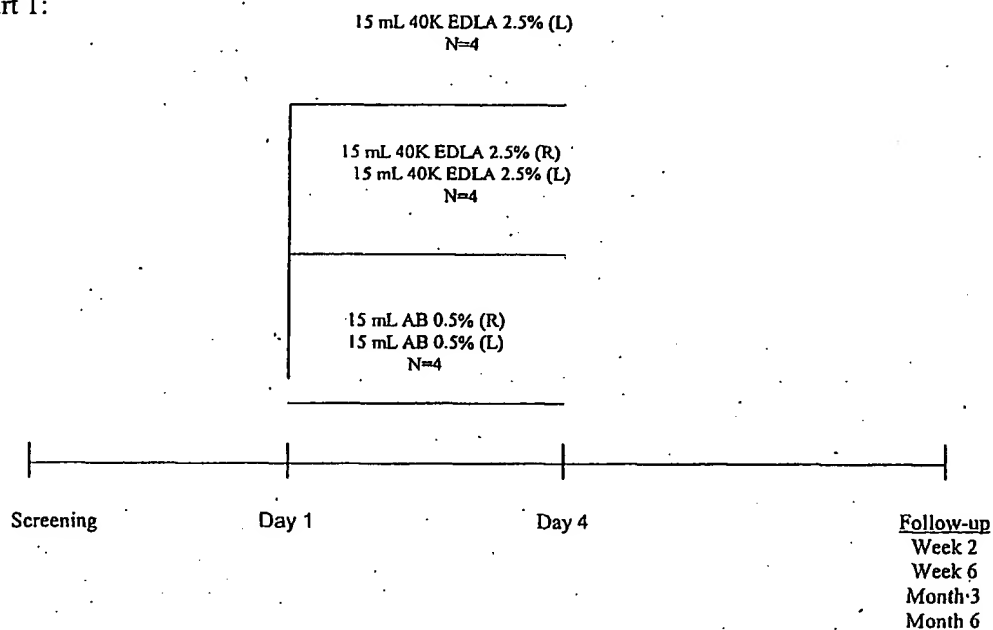 rt 1:
15 mL 40K EDLA 2.5% (L)
N=4
15 mL 40K EDLA 2.5% (R)
15 mL 40K EDLA 2.5% (L)
N=4
15 mL AB 0.5% (R)
15 mL AB 0.5% (L)
N=4
Screening
Day 1
Day 4
Follow-up
Week 2
Week 6
Month 3
Month 6